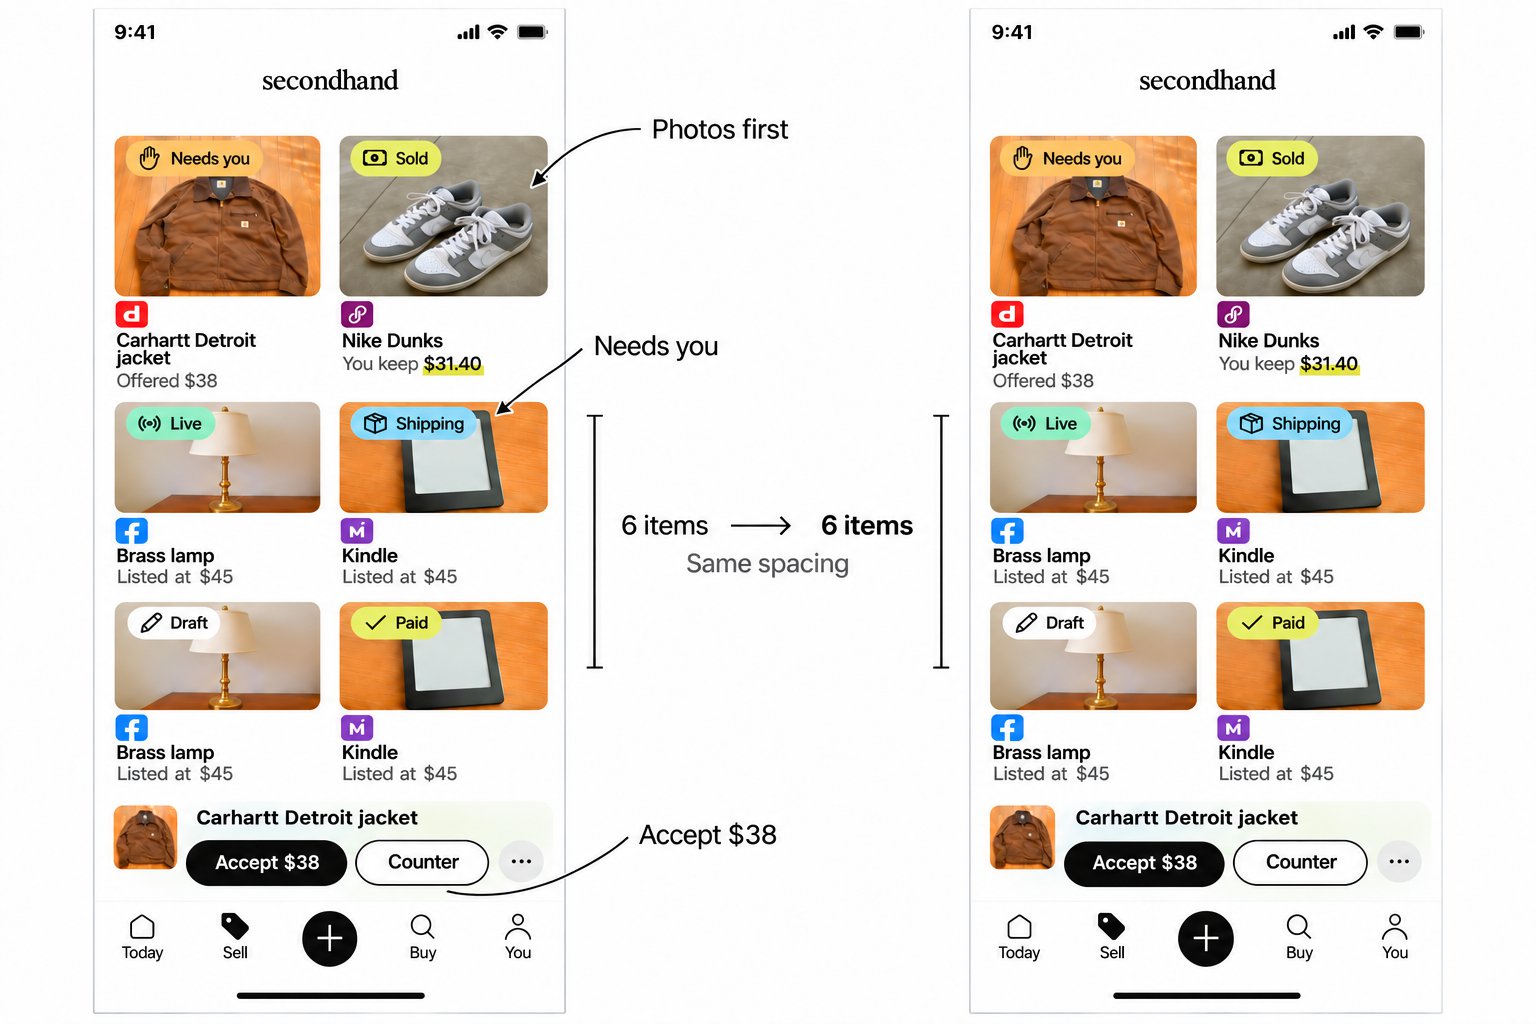 9:41
secondhand
Needs you
Sold
Carhartt Detroit
jacket
Offered $38
Nike Dunks
You keep $31.40
Live
Shipping
Brass lamp
Listed at $45
Kindle
Listed at $45
Draft
Paid
Brass lamp
Listed at $45
Kindle
Listed at $45
Carhartt Detroit jacket
Accept $38
Counter
Today
Sell
Buy
You
Photos first
Needs you
6 items → 6 items
Same spacing
Accept $38
9:41
secondhand
Needs you
Sold
Carhartt Detroit
jacket
Offered $38
Nike Dunks
You keep $31.40
Live
Shipping
Brass lamp
Listed at $45
Kindle
Listed at $45
Draft
Paid
Brass lamp
Listed at $45
Kindle
Listed at $45
Carhartt Detroit jacket
Accept $38
Counter
Today
Sell
Buy
You